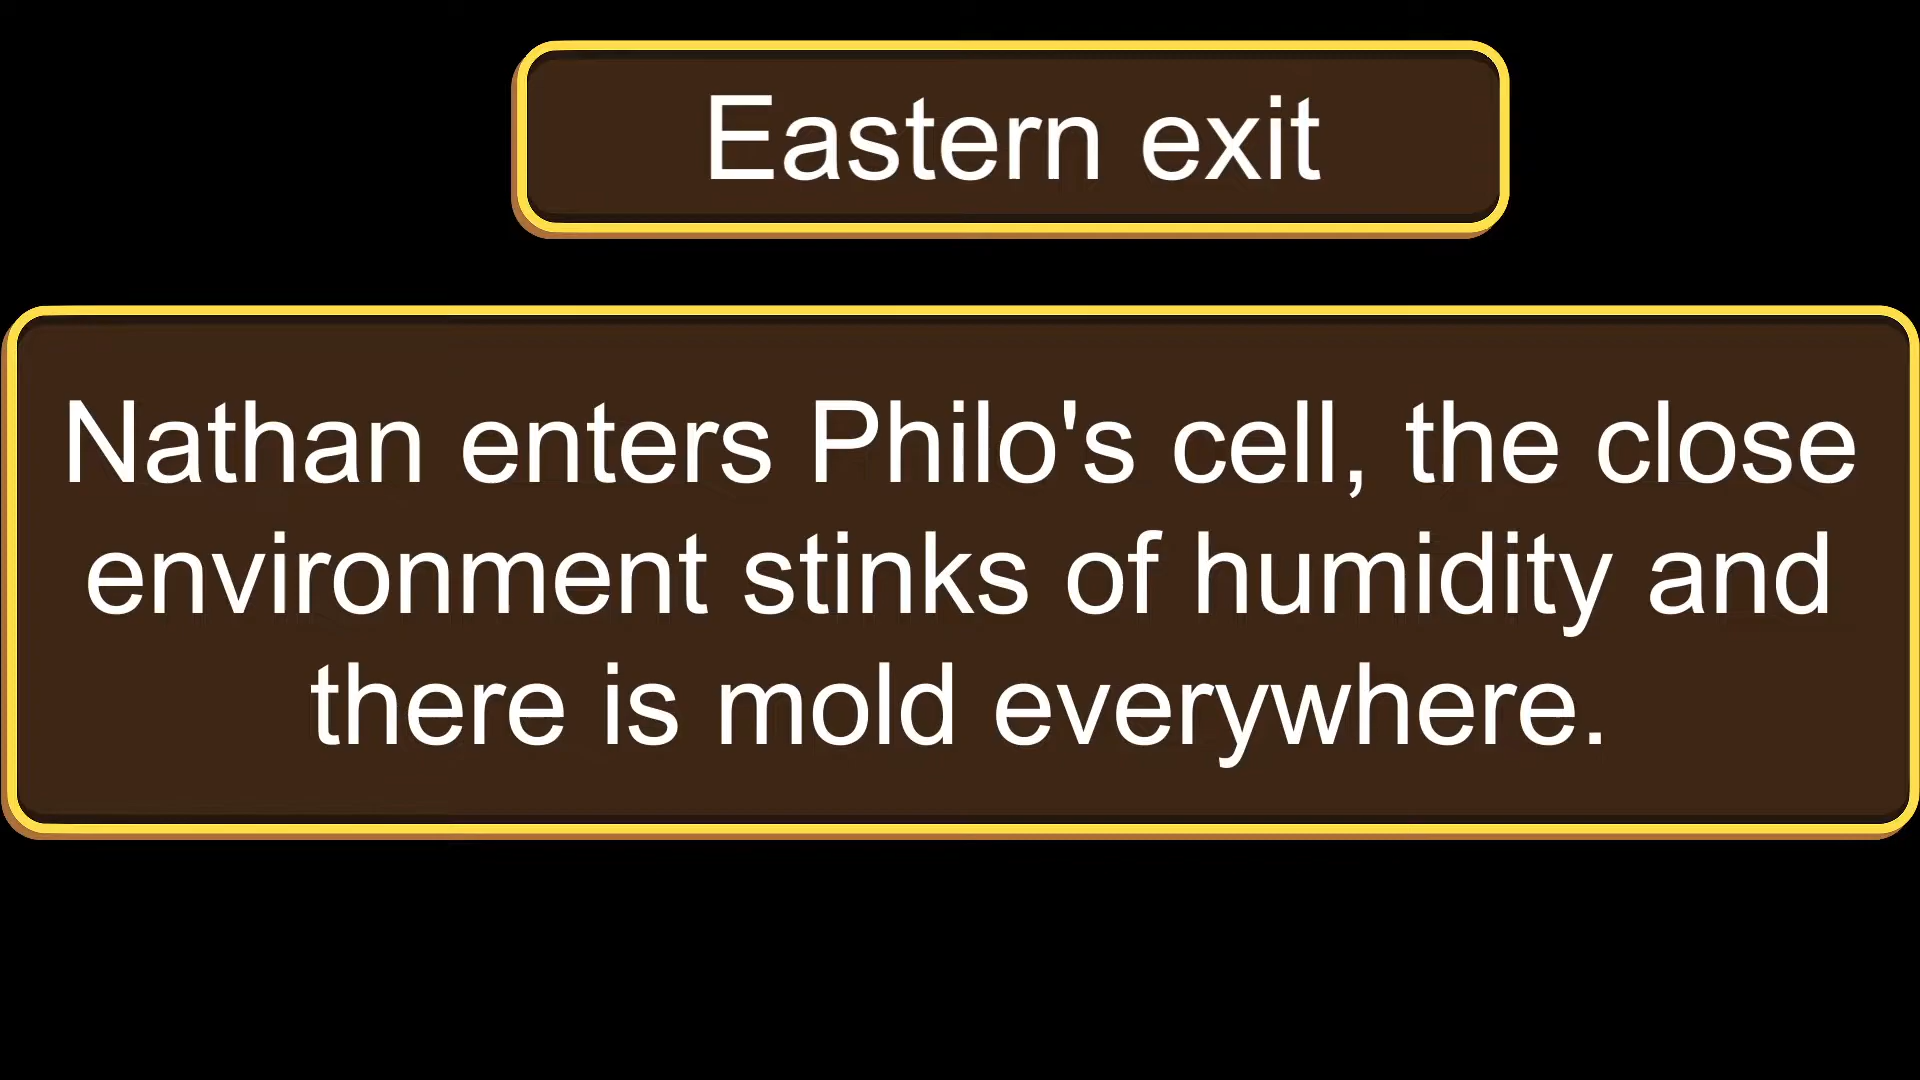 Eastern exit
Nathan enters Philo's cell, the close
environment stinks of humidity and
there is mold everywhere.